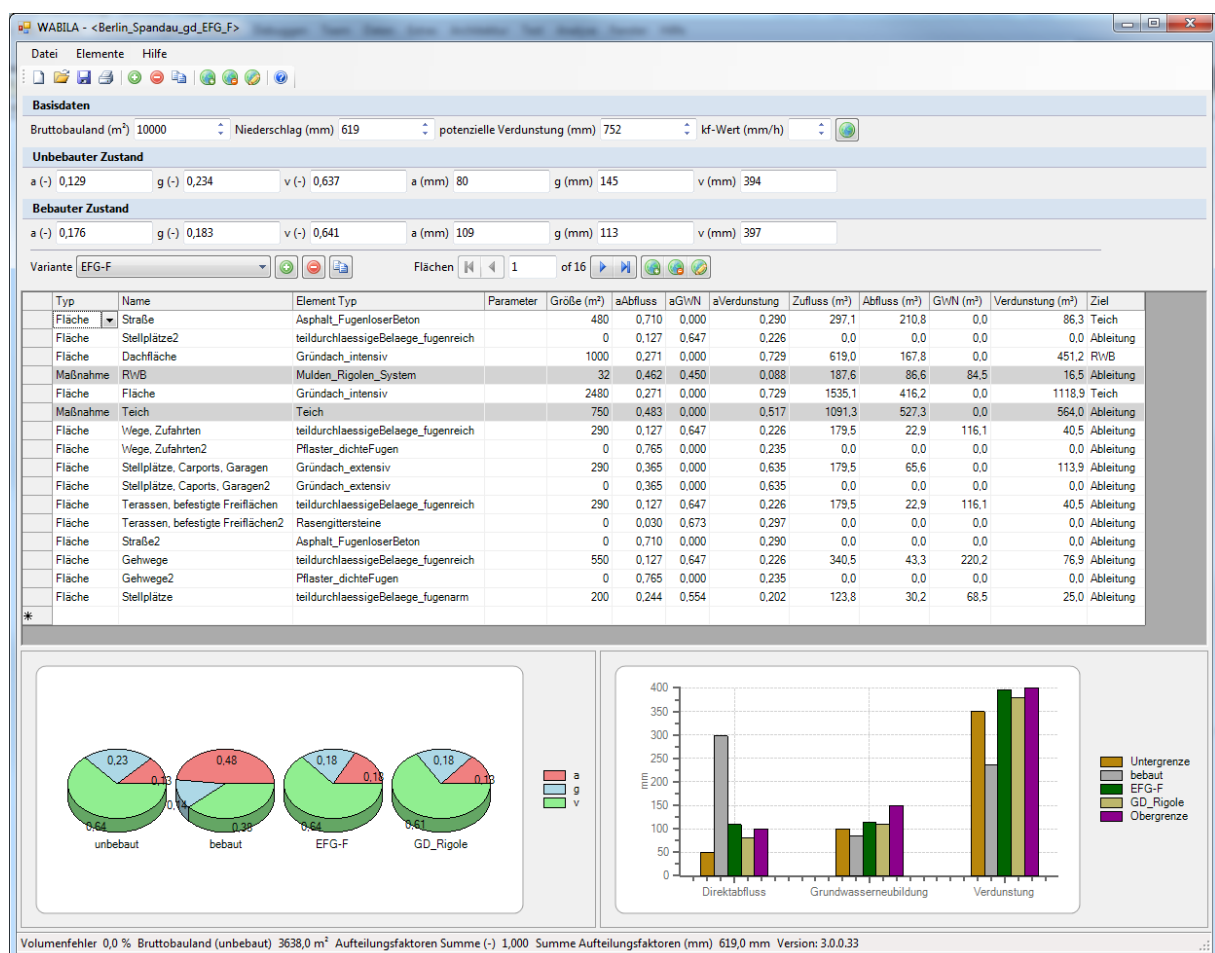 WABILA - <Berlin_Spandau_gd_EFG_F>
Datei Elemente Hilfe
Basisdaten
Bruttobauland (m²) 10000 Niederschlag (mm) 619 potenzielle Verdunstung (mm) 752 kf-Wert (mm/h)
Unbebauter Zustand
a (-) 0,129 g (-) 0,234 v (-) 0,637 a (mm) 80 g (mm) 145 v (mm) 394
Bebauter Zustand
a (-) 0,176 g (-) 0,183 v (-) 0,641 a (mm) 109 g (mm) 113 v (mm) 397
Variante EFG-F Flächen 1 of 16
Typ Name Element Typ Parameter Größe (m²) aAbfluss aGWN aVerdunstung Zufluss (m³) Abfluss (m³) GWN (m³) Verdunstung (m³) Ziel
Fläche Straße Asphalt_FugenloserBeton 480 0,710 0,000 0,290 297,1 210,8 0,0 86,3 Teich
Fläche Stellplätze2 teildurchlaessigeBelaege_fugenreich 0 0,127 0,647 0,226 0,0 0,0 0,0 0,0 Ableitung
Fläche Dachfläche Gründach_intensiv 1000 0,271 0,000 0,729 619,0 167,8 0,0 451,2 RWB
Maßnahme RWB Mulden_Rigolen_System 32 0,462 0,450 0,088 187,6 86,6 84,5 16,5 Ableitung
Fläche Fläche Gründach_intensiv 2480 0,271 0,000 0,729 1535,1 416,2 0,0 1118,9 Teich
Maßnahme Teich Teich 750 0,483 0,000 0,517 1091,3 527,3 0,0 564,0 Ableitung
Fläche Wege, Zufahrten teildurchlaessigeBelaege_fugenreich 290 0,127 0,647 0,226 179,5 22,9 116,1 40,5 Ableitung
Fläche Wege, Zufahrten2 Pflaster_dichteFugen 0 0,765 0,000 0,235 0,0 0,0 0,0 0,0 Ableitung
Fläche Stellplätze, Carports, Garagen Gründach_extensiv 290 0,365 0,000 0,635 179,5 65,6 0,0 113,9 Ableitung
Fläche Stellplätze, Caports, Garagen2 Gründach_extensiv 0 0,365 0,000 0,635 0,0 0,0 0,0 0,0 Ableitung
Fläche Terassen, befestigte Freiflächen teildurchlaessigeBelaege_fugenreich 290 0,127 0,647 0,226 179,5 22,9 116,1 40,5 Ableitung
Fläche Terassen, befestigte Freiflächen2 Rasengittersteine 0 0,030 0,673 0,297 0,0 0,0 0,0 0,0 Ableitung
Fläche Straße2 Asphalt_FugenloserBeton 0 0,710 0,000 0,290 0,0 0,0 0,0 0,0 Ableitung
Fläche Gehwege teildurchlaessigeBelaege_fugenreich 550 0,127 0,647 0,226 340,5 43,3 220,2 76,9 Ableitung
Fläche Gehwege2 Pflaster_dichteFugen 0 0,765 0,000 0,235 0,0 0,0 0,0 0,0 Ableitung
Fläche Stellplätze teildurchlaessigeBelaege_fugenarm 200 0,244 0,554 0,202 123,8 30,2 68,5 25,0 Ableitung
0,23 0,13 0,64
unbebaut
0,48 0,14 0,38
bebaut
0,18 0,18 0,64
EFG-F
0,18 0,13 0,61
GD_Rigole
a
g
v
400
350
300
250
200
150
100
50
0
mm
Direktabfluss Grundwasserneubildung Verdunstung
Untergrenze
bebaut
EFG-F
GD_Rigole
Obergrenze
Volumenfehler 0,0 % Bruttobauland (unbebaut) 3638,0 m² Aufteilungsfaktoren Summe (-) 1,000 Summe Aufteilungsfaktoren (mm) 619,0 mm Version: 3.0.0.33